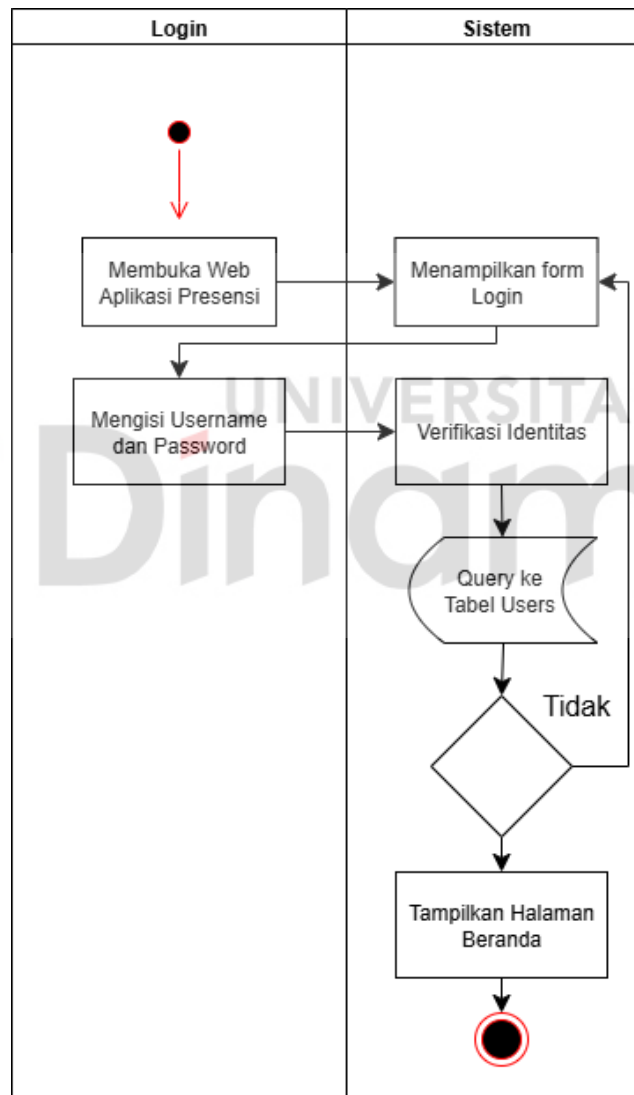 Login
Sistem
Membuka Web
Aplikasi Presensi
Menampilkan form
Login
UNIVERSITA
Dinam
Mengisi Username
dan Password
Verifikasi Identitas
Query ke
Tabel Users
Tidak
Tampilkan Halaman
Beranda